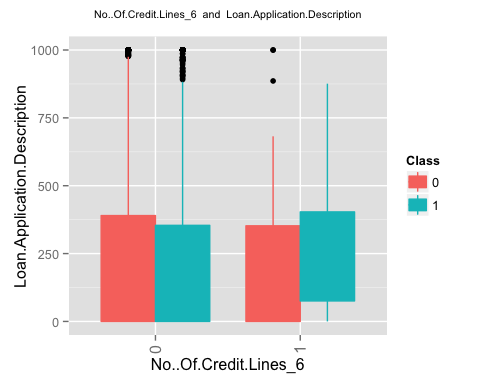 No..Of.Credit.Lines_6 and Loan.Application.Description
1000
750
500
250
0
Loan.Application.Description
0
1
No..Of.Credit.Lines_6
Class
0
1